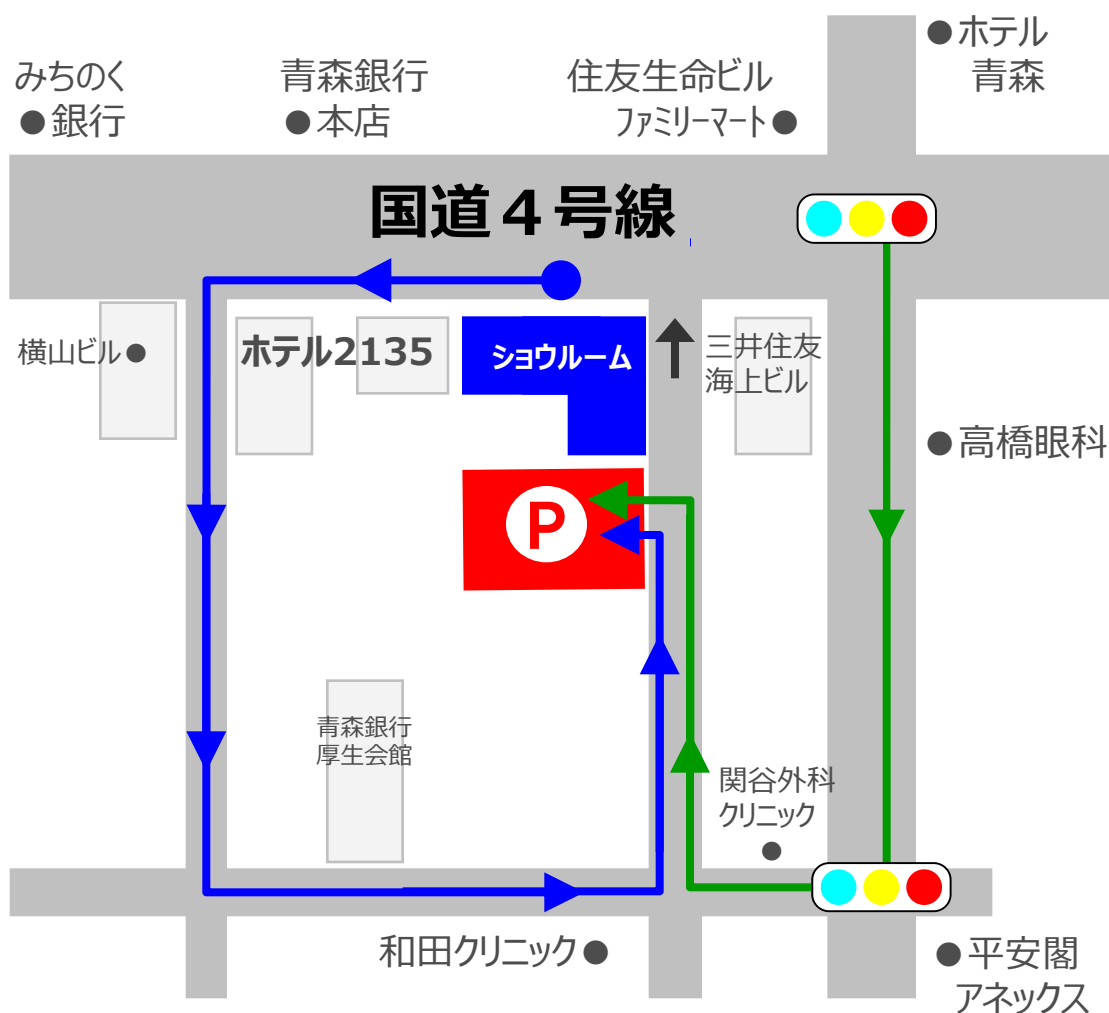 みちのく
銀行
青森銀行
本店
住友生命ビル
ファミリーマート
ホテル
青森
国道４号線
横山ビル
ホテル2135
ショウルーム
三井住友
海上ビル
高橋眼科
P
青森銀行
厚生会館
関谷外科
クリニック
和田クリニック
平安閣
アネックス